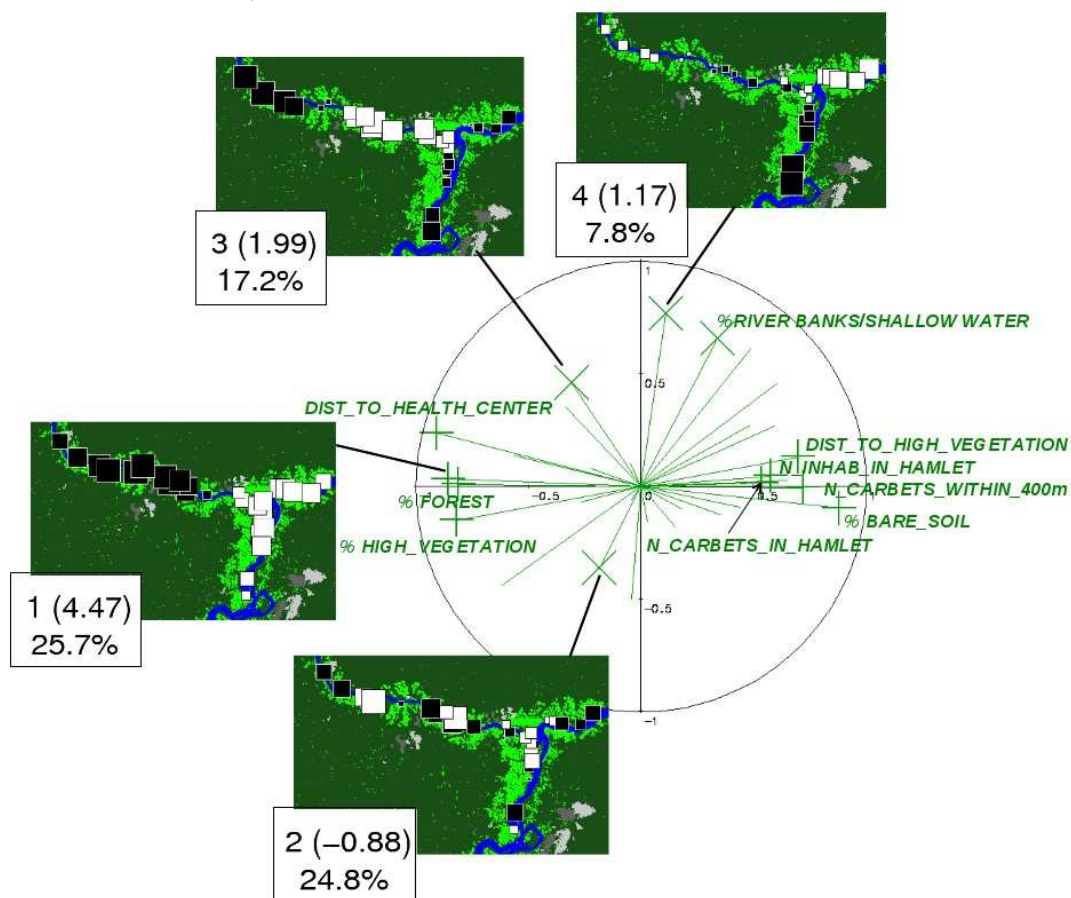 4 (1.17)
7.8%
3 (1.99)
17.2%
1
%RIVER BANKS/SHALLOW WATER
0.5
DIST_TO_HEALTH_CENTER
DIST_TO_HIGH_VEGETATION
N_INHAB_IN_HAMLET
-1
-0.5
0
0.5
N_CARBETS_WITHIN_400m
% FOREST
% BARE_SOIL
% HIGH_VEGETATION
N_CARBETS_IN_HAMLET
1 (4.47)
25.7%
-0.5
-1
2 (−0.88)
24.8%